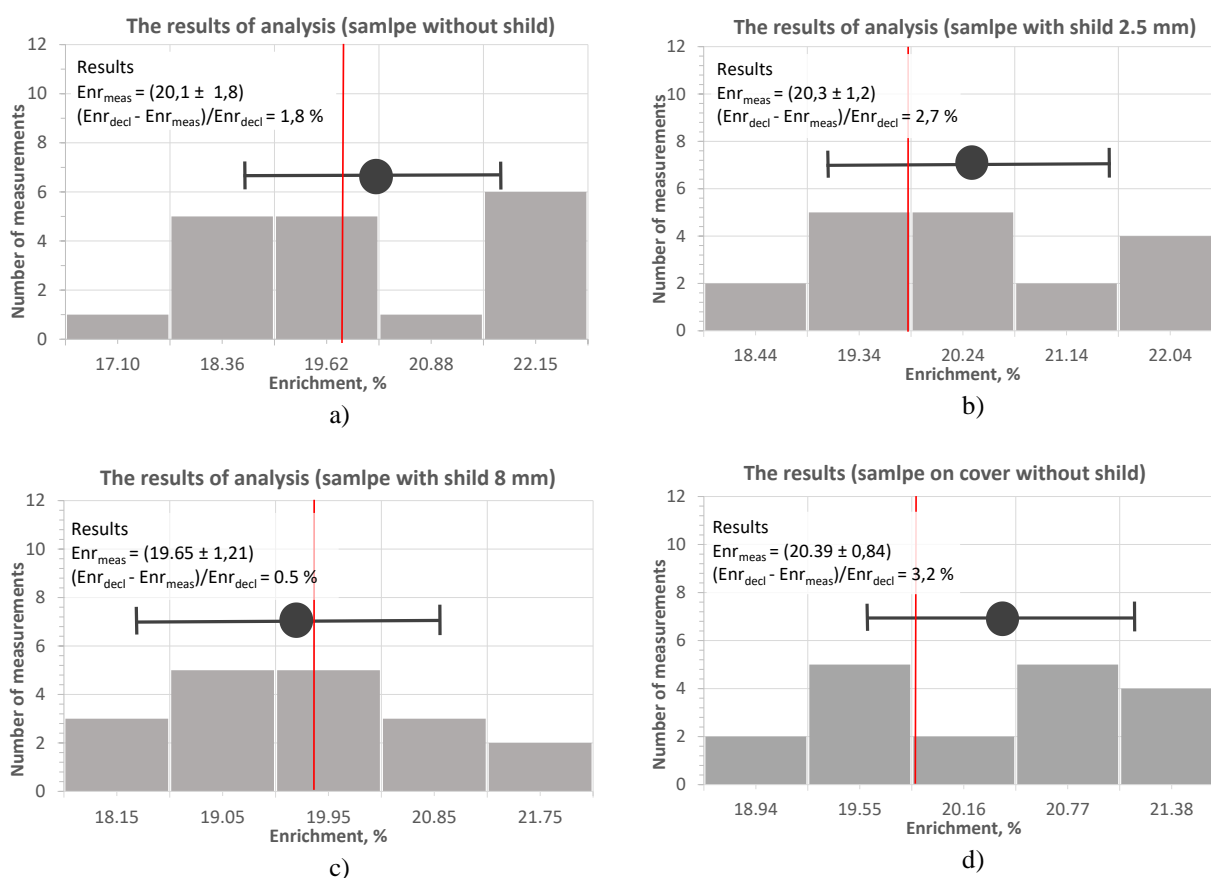 The results of analysis (samlpe without shild)
Number of measurements
12
10
8
6
4
2
0
Results
Enrmeas = (20,1 ± 1,8)
(Enrdecl - Enrmeas)/Enrdecl = 1,8 %
17.10 18.36 19.62 20.88 22.15
Enrichment, %
a)
The results of analysis (samlpe with shild 2.5 mm)
Number of measurements
12
10
8
6
4
2
0
Results
Enrmeas = (20,3 ± 1,2)
(Enrdecl - Enrmeas)/Enrdecl = 2,7 %
18.44 19.34 20.24 21.14 22.04
Enrichment, %
b)
The results of analysis (samlpe with shild 8 mm)
Number of measurements
12
10
8
6
4
2
0
Results
Enrmeas = (19.65 ± 1,21)
(Enrdecl - Enrmeas)/Enrdecl = 0.5 %
18.15 19.05 19.95 20.85 21.75
Enrichment, %
c)
The results (samlpe on cover without shild)
Number of measurements
12
10
8
6
4
2
0
Results
Enrmeas = (20.39 ± 0,84)
(Enrdecl - Enrmeas)/Enrdecl = 3,2 %
18.94 19.55 20.16 20.77 21.38
Enrichment, %
d)